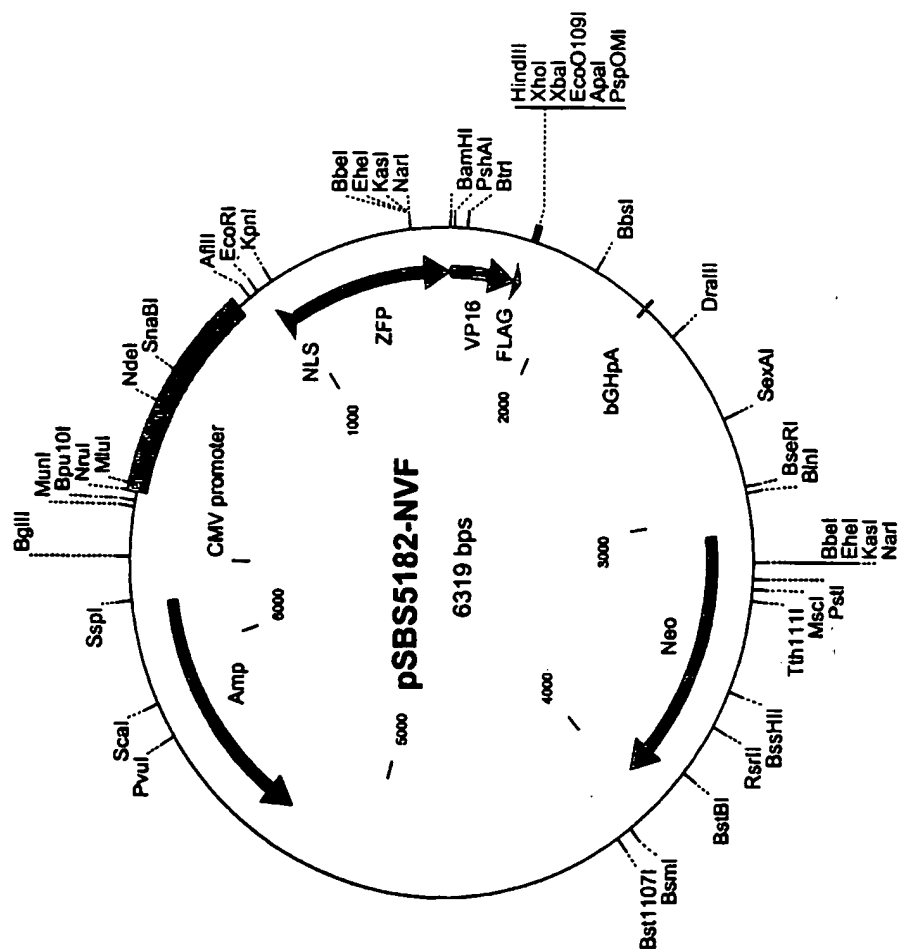 BglII
MunI
Bpu10I
NruI
MluI
NdeI
SnaBI
AflII
EcoRI
KpnI
BbeI
EheI
KasI
NarI
BamHI
PshAI
BtrI
HindIII
XhoI
XbaI
EcoO109I
ApaI
PspOMI
BbsI
DraIII
SexAI
BseRI
BlnI
BbeI
EheI
KasI
NarI
PstI
MscI
Tth111I
BssHII
RsrII
BstBI
BsmI
Bst1107I
PvuI
ScaI
SspI
CMV promoter
NLS
ZFP
VP16
FLAG
bGHpA
Neo
Amp
1000
2000
3000
4000
5000
6000
pSBS5182-NVF
6319 bps